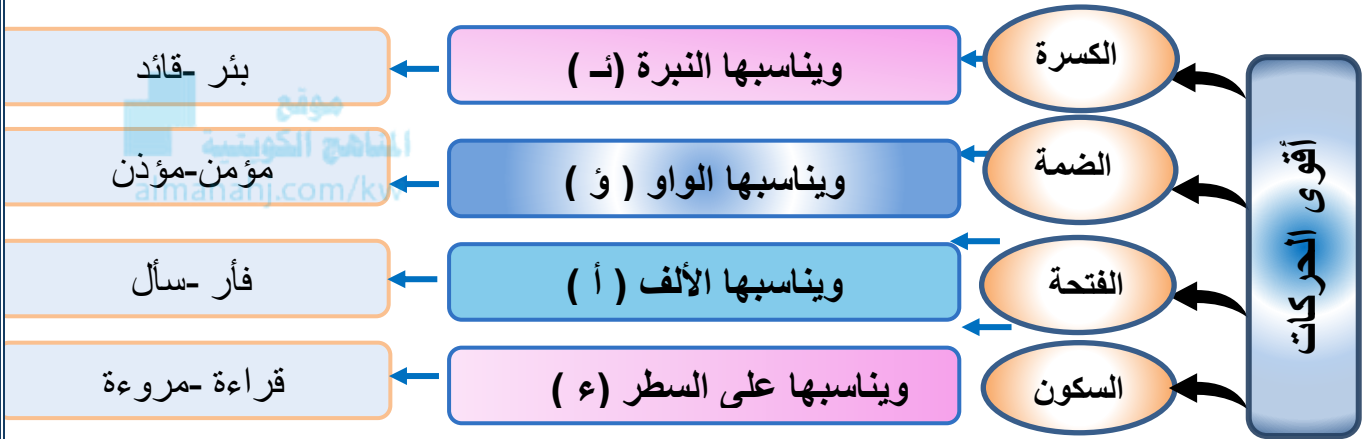 أقوى الحركات
الكسرة
ويناسبها النبرة (ئـ )
بئر -قائد
الضمة
ويناسبها الواو ( ؤ )
مؤمن-مؤذن
الفتحة
ويناسبها الألف ( أ )
فأر -سأل
السكون
ويناسبها على السطر (ء )
قراءة -مروءة
موقع
المناهج الكويتية
almanahj.com/kw